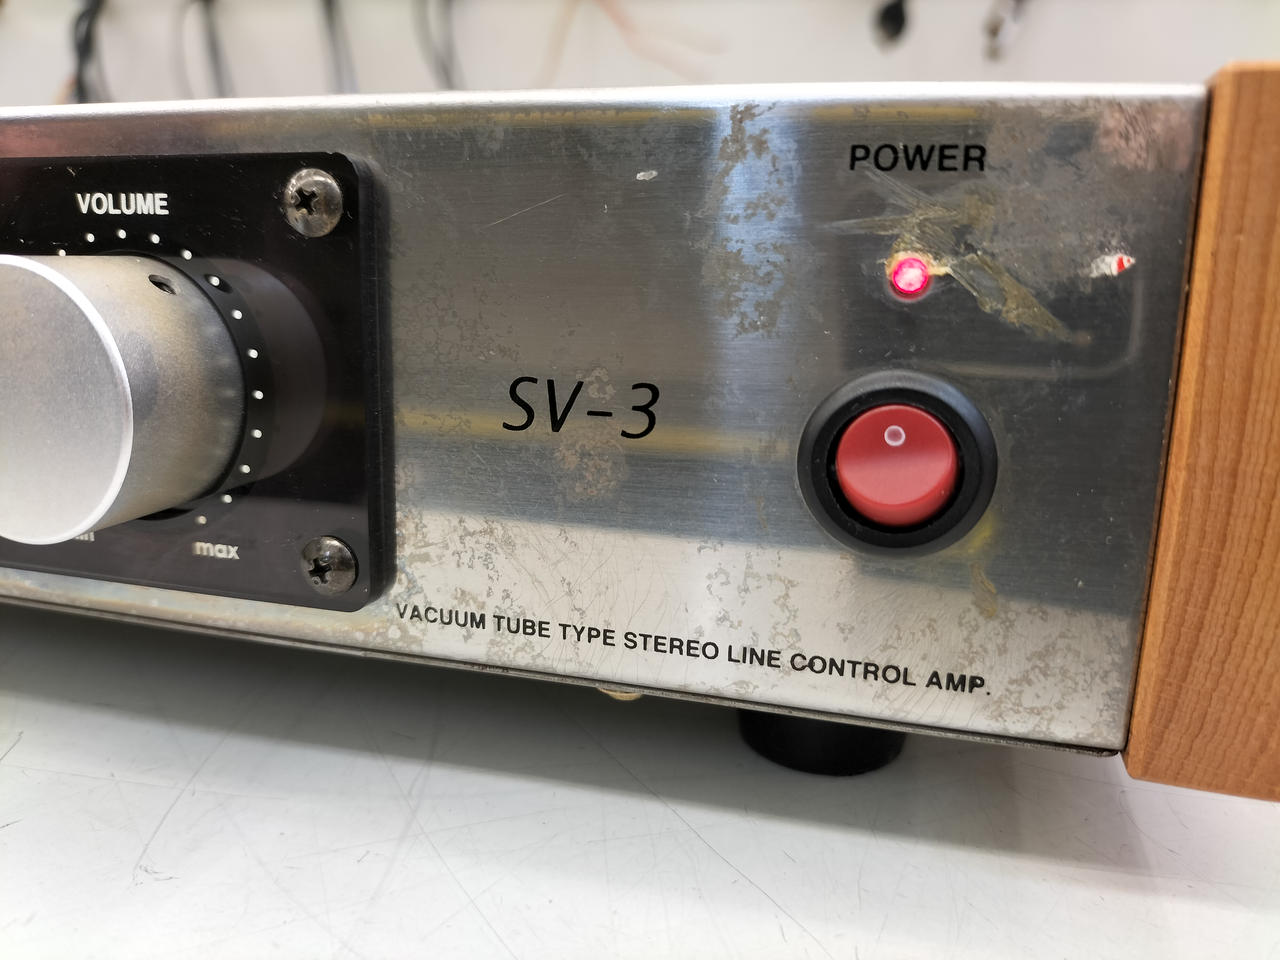 VOLUME
max
SV-3
POWER
VACUUM TUBE TYPE STEREO LINE CONTROL AMP.